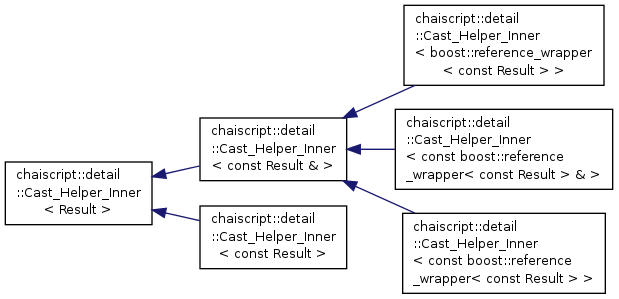 chaiscript::detail
::Cast_Helper_Inner
< boost::reference_wrapper
< const Result > >
chaiscript::detail
::Cast_Helper_Inner
< const boost::reference
_wrapper< const Result > & >
chaiscript::detail
::Cast_Helper_Inner
< const Result & >
chaiscript::detail
::Cast_Helper_Inner
< Result >
chaiscript::detail
::Cast_Helper_Inner
< const Result >
chaiscript::detail
::Cast_Helper_Inner
< const boost::reference
_wrapper< const Result > >